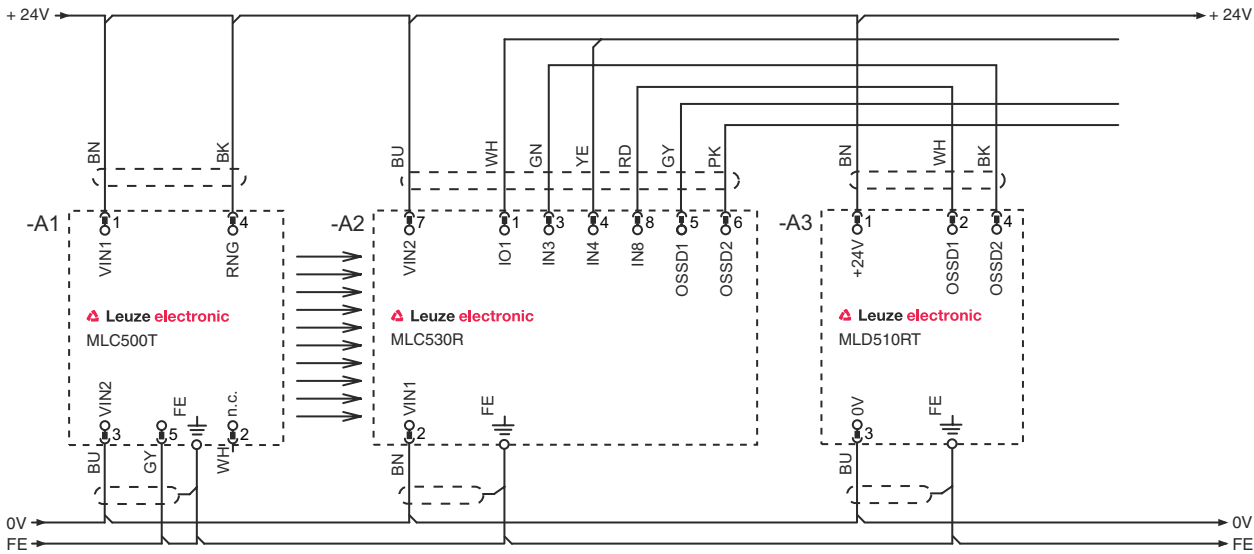 + 24V
+ 24V
BN
BK
BU
WH
GN
YE
RD
GY
PK
BN
WH
BK
-A1
1
4
-A2
7
1
3
4
8
5
6
-A3
1
2
4
VIN1
RNG
VIN2
IO1
IN3
IN4
IN8
OSSD1
OSSD2
+24V
OSSD1
OSSD2
Leuze electronic
MLC500T
Leuze electronic
MLC530R
Leuze electronic
MLD510RT
VIN2
FE
n.c.
VIN1
FE
0V
FE
3
5
2
2
3
BU
GY
WH
BN
BU
0V
0V
FE
FE